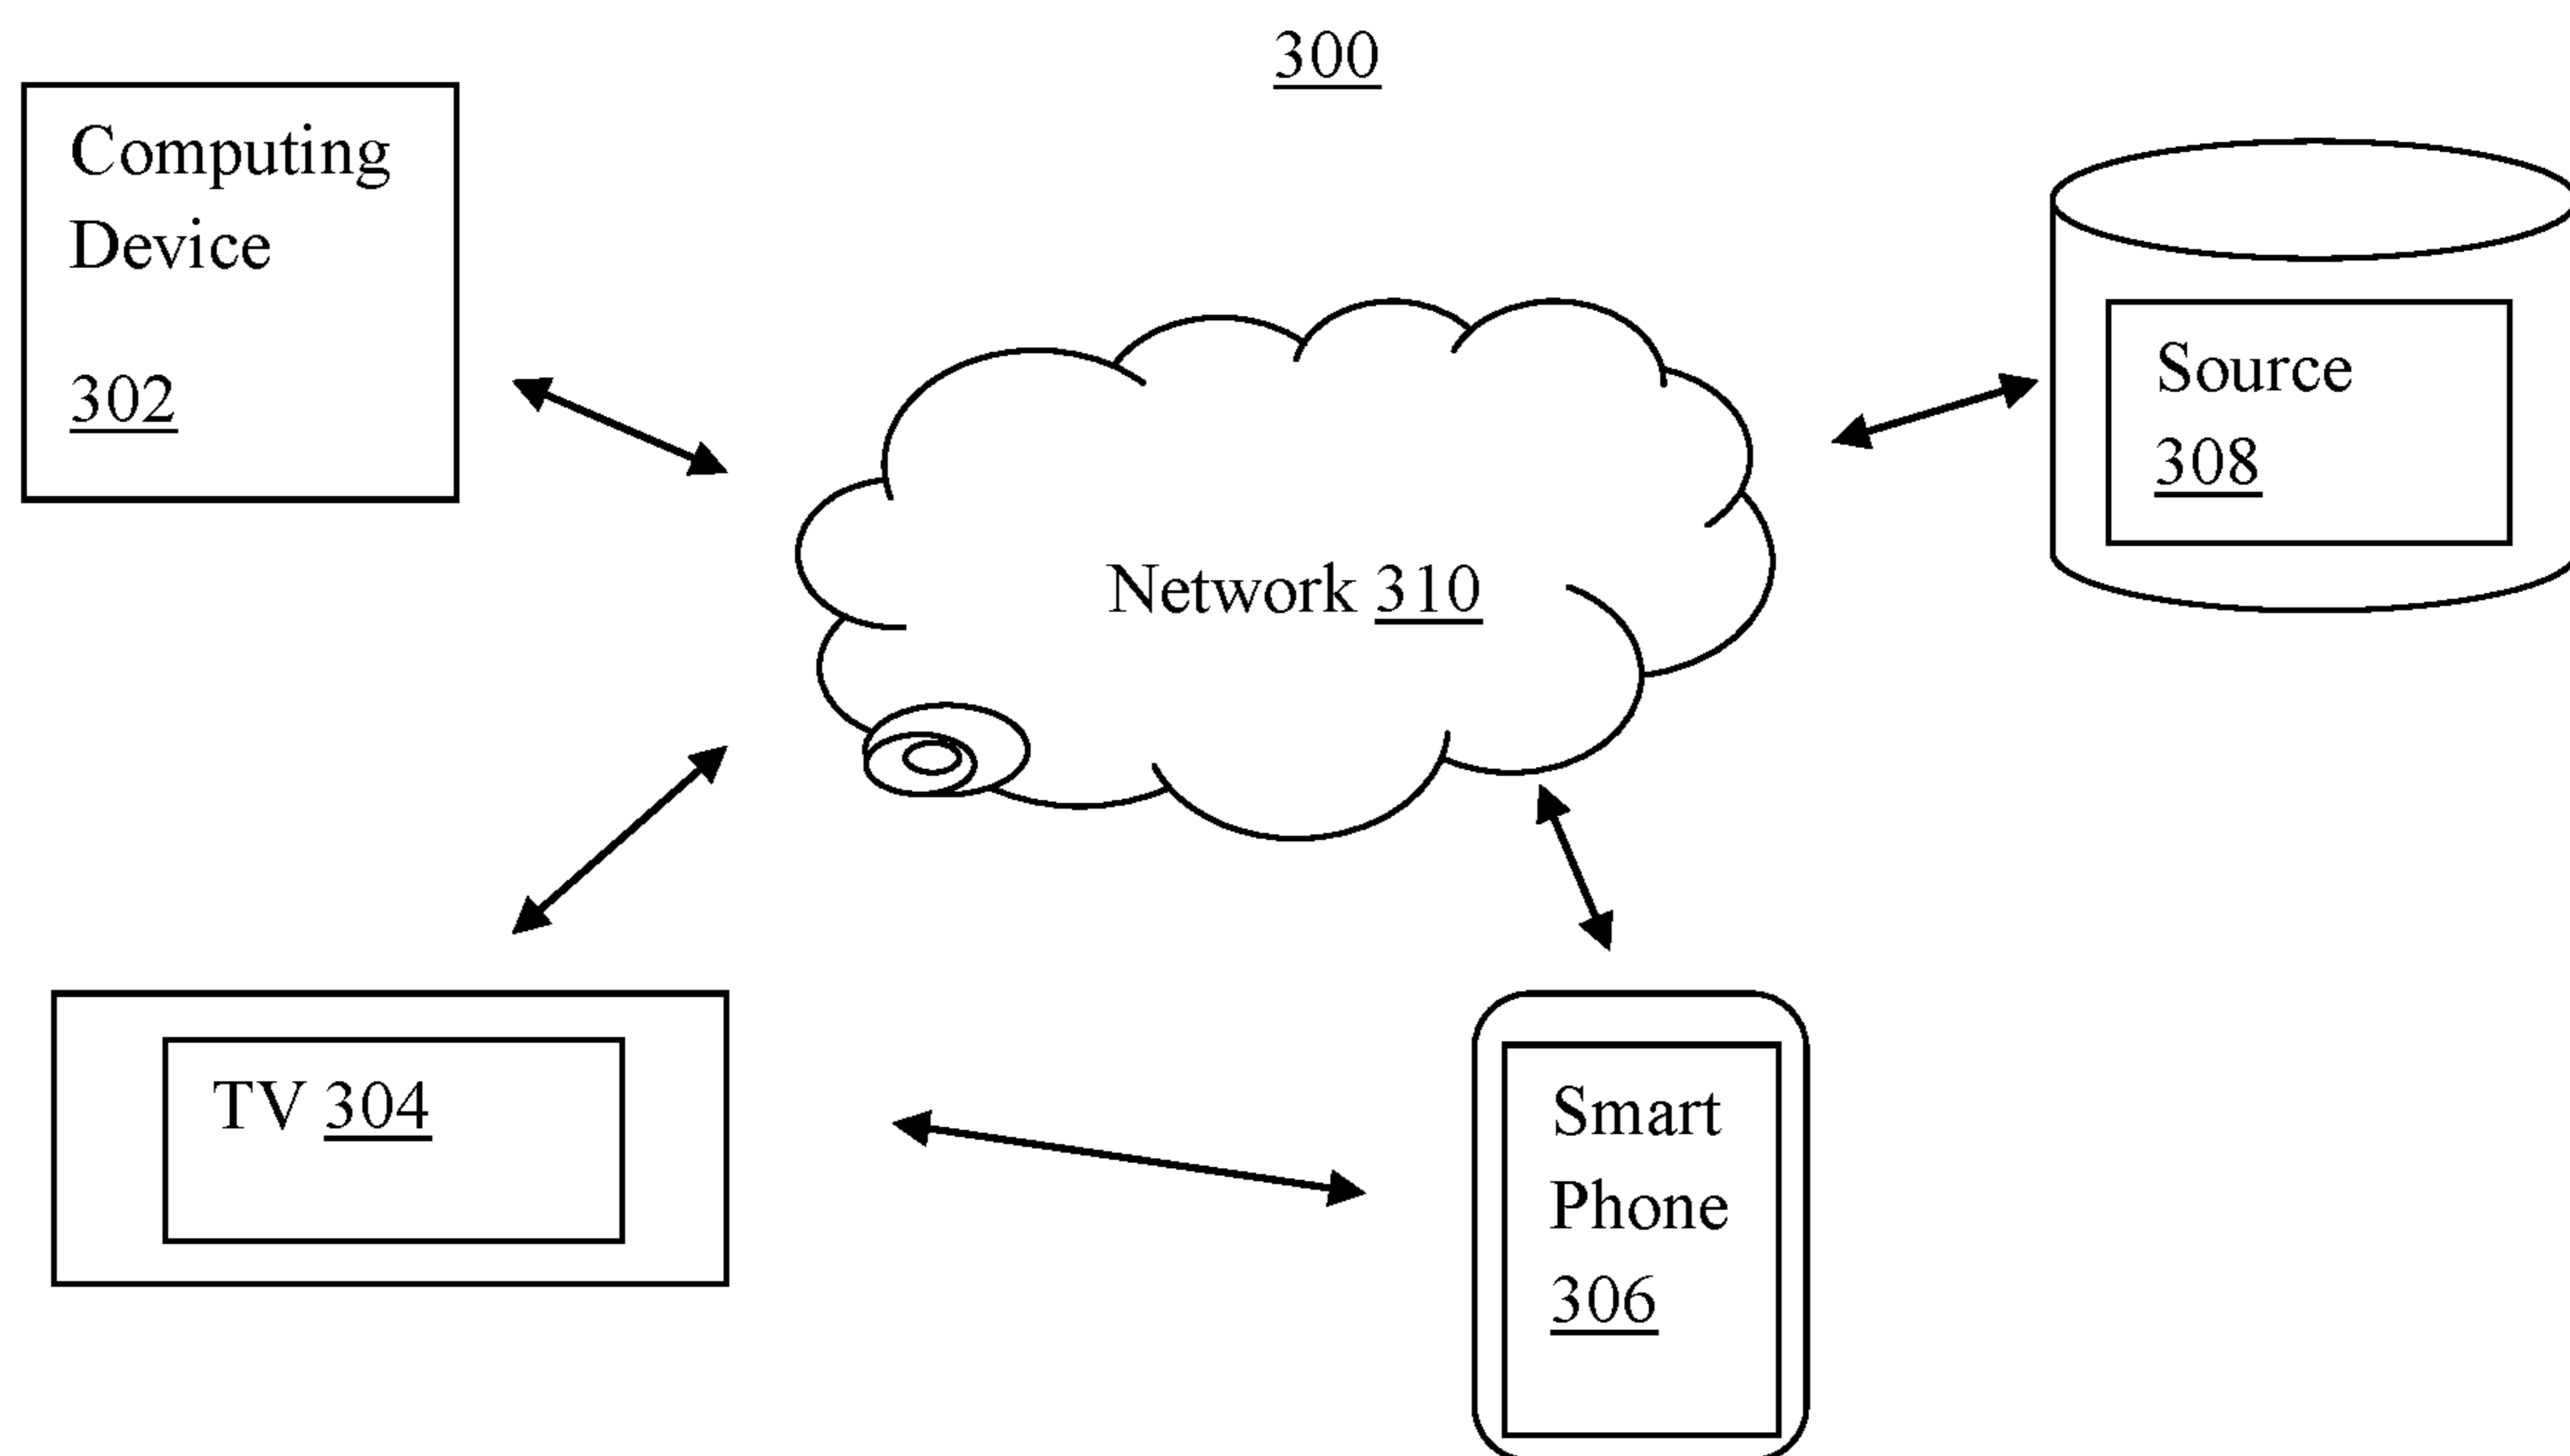 300
Computing
Device
302
Source
308
Network 310
TV 304
Smart
Phone
306